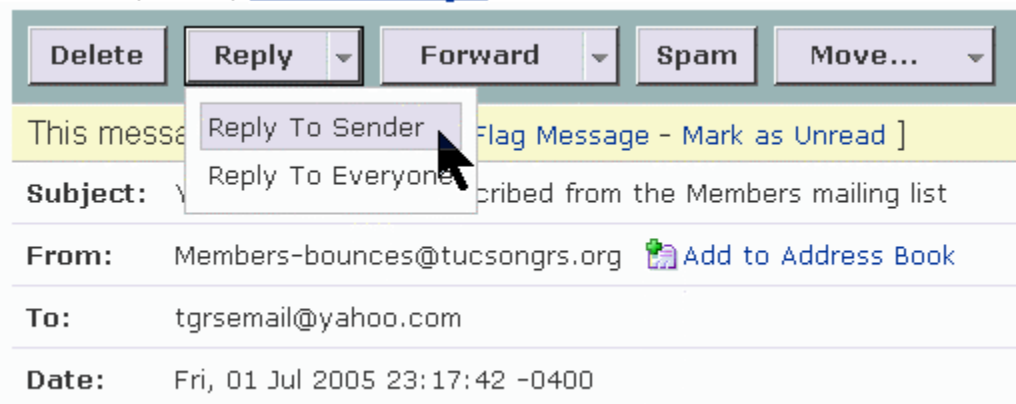 Delete Reply Forward Spam Move...
Reply To Sender
Reply To Everyone
This Flag Message - Mark as Unread ]
Subject: from the Members mailing list
From: Members-bounces@tucsongrs.org Add to Address Book
To: tgrsemail@yahoo.com
Date: Fri, 01 Jul 2005 23:17:42 -0400